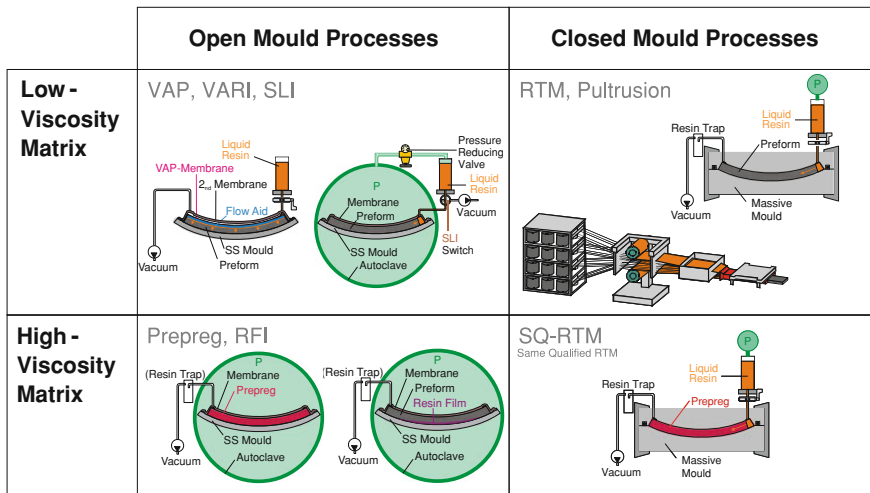 Open Mould Processes
Closed Mould Processes
Low -
Viscosity
Matrix
VAP, VARI, SLI
Liquid
Resin
VAP-Membrane
2nd Membrane
Flow Aid
SS Mould
Preform
Vacuum
Pressure
Reducing
Valve
P
Liquid
Resin
Membrane
Preform
Vacuum
SS Mould
Autoclave
SLI
Switch
RTM, Pultrusion
P
Liquid
Resin
Resin Trap
Preform
Massive
Mould
Vacuum
High -
Viscosity
Matrix
Prepreg, RFI
P
(Resin Trap)
Membrane
Prepreg
SS Mould
Vacuum
Autoclave
P
(Resin Trap)
Membrane
Preform
Resin Film
SS Mould
Vacuum
Autoclave
SQ-RTM
Same Qualified RTM
P
Liquid
Resin
Resin Trap
Prepreg
Massive
Mould
Vacuum